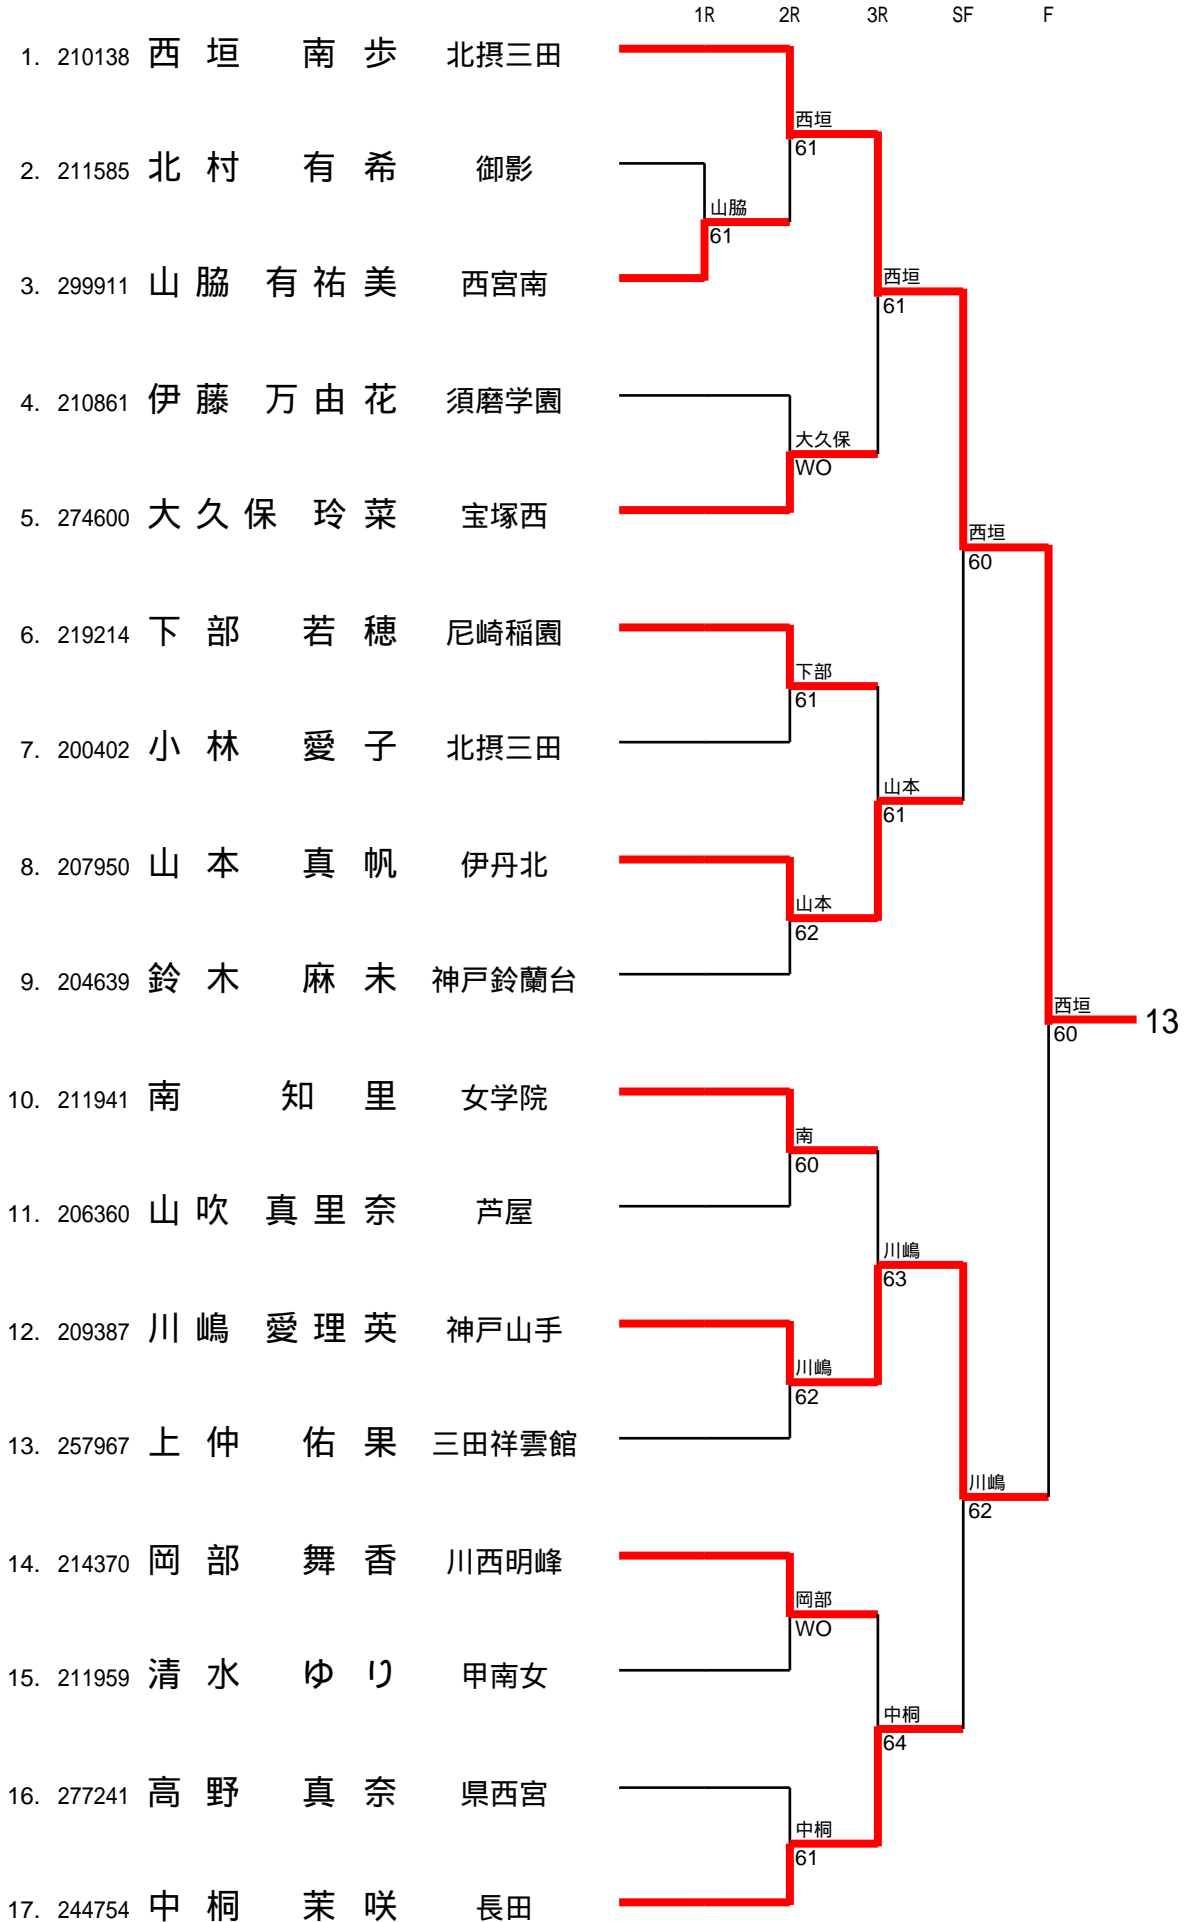 1R 2R 3R SF F
1. 210138 西垣 南歩 北摂三田
西垣
61
2. 211585 北村 有希 御影
山脇
61
3. 299911 山脇 有祐美 西宮南
西垣
61
4. 210861 伊藤 万由花 須磨学園
大久保
WO
5. 274600 大久保 玲菜 宝塚西
西垣
60
6. 219214 下部 若穂 尼崎稲園
下部
61
7. 200402 小林 愛子 北摂三田
山本
61
8. 207950 山本 真帆 伊丹北
山本
62
9. 204639 鈴木 麻未 神戸鈴蘭台
西垣
60
13
10. 211941 南 知里 女学院
南
60
11. 206360 山吹 真里奈 芦屋
川嶋
63
12. 209387 川嶋 愛理英 神戸山手
川嶋
62
13. 257967 上仲 佑果 三田祥雲館
川嶋
62
14. 214370 岡部 舞香 川西明峰
岡部
WO
15. 211959 清水 ゆり 甲南女
中桐
64
16. 277241 高野 真奈 県西宮
中桐
61
17. 244754 中桐 茉咲 長田